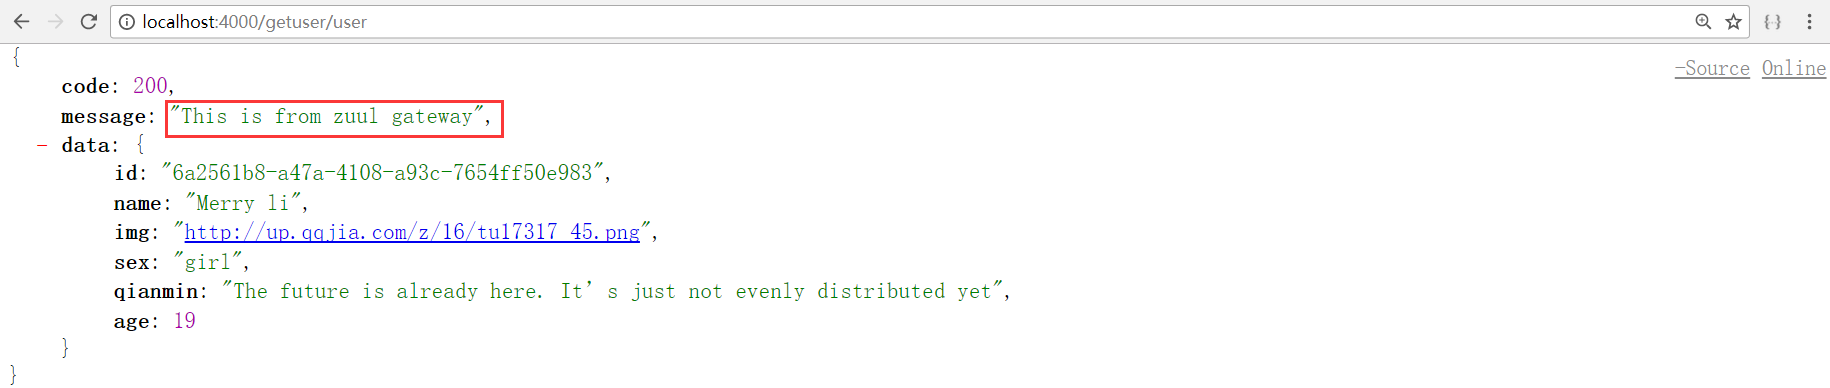 localhost:4000/getuser/user
{
-Source Online
code: 200,
message: "This is from zuul gateway",
- data: {
id: "6a2561b8-a47a-4108-a93c-7654ff50e983",
name: "Merry li",
img: "http://up.qqjia.com/z/16/tu17317_45.png",
sex: "girl",
qianmin: "The future is already here. It’s just not evenly distributed yet",
age: 19
}
}